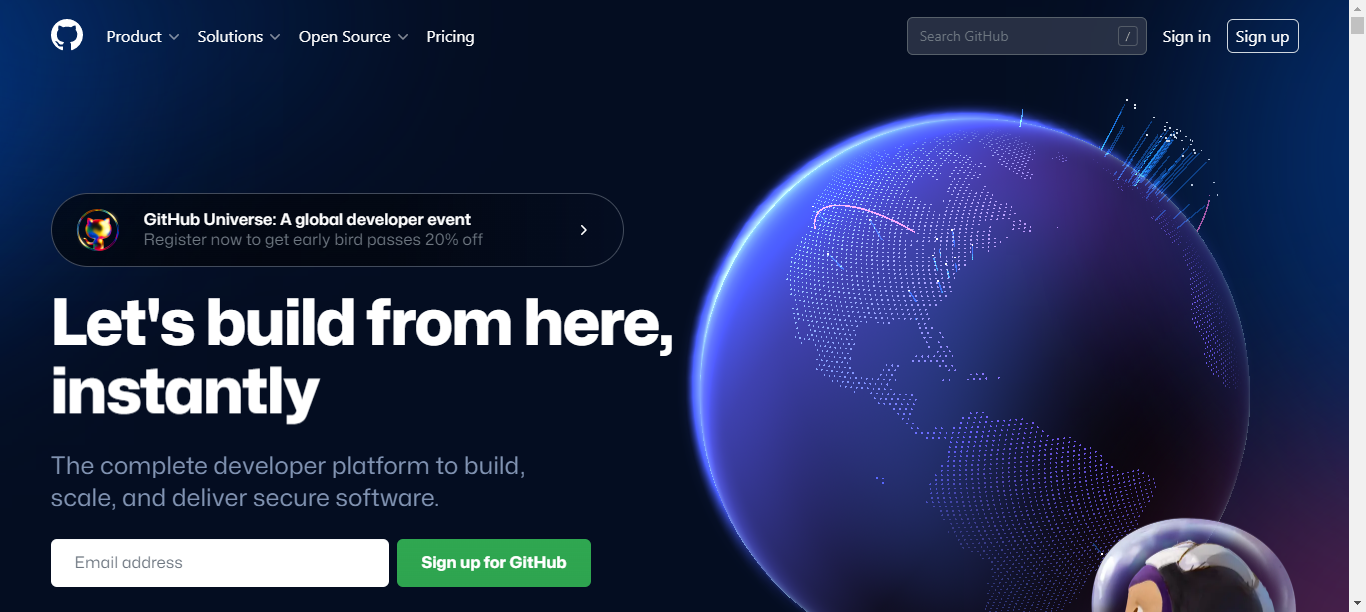 Product
Solutions
Open Source
Pricing
Search GitHub
/
Sign in
Sign up
GitHub Universe: A global developer event
Register now to get early bird passes 20% off
Let's build from here,
instantly
The complete developer platform to build,
scale, and deliver secure software.
Email address
Sign up for GitHub